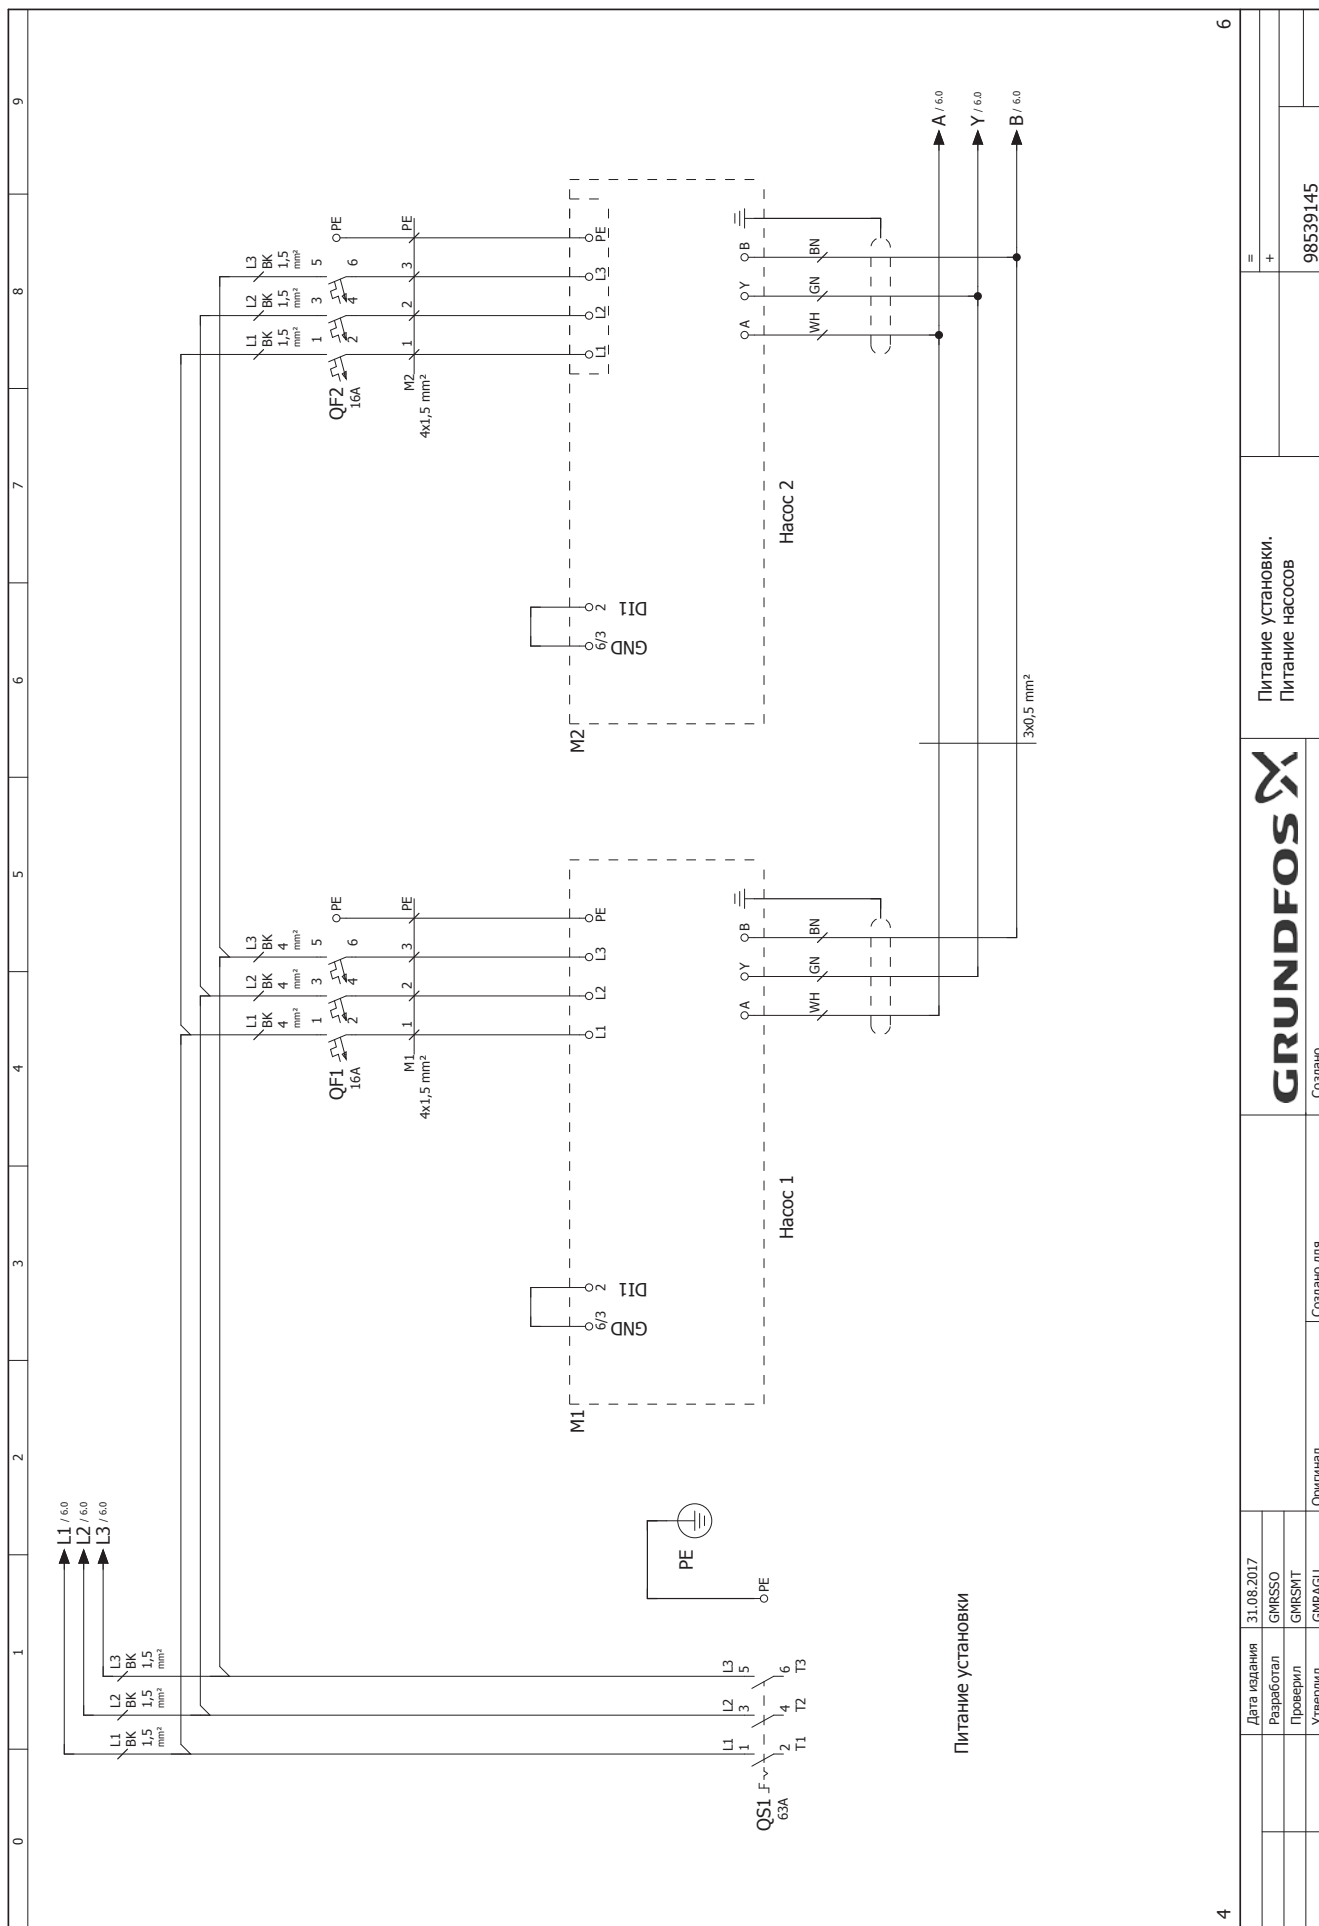 0 1 2 3 4 5 6 7 8 9
L1 / 6.0
L2 / 6.0
L3 / 6.0
L1
BK
1,5
mm²
L2
BK
1,5
mm²
L3
BK
1,5
mm²
L1
BK
4
mm²
L2
BK
4
mm²
L3
BK
4
mm²
L1
BK
1,5
mm²
L2
BK
1,5
mm²
L3
BK
1,5
mm²
QF1
16A
1 3 5
2 4 6
PE
QF2
16A
1 3 5
2 4 6
PE
M1
4x1,5 mm²
1 2 3 PE
M2
4x1,5 mm²
1 2 3 PE
M1
6/3
GND
2
DI1
L1 L2 L3 PE
M2
6/3
GND
2
DI1
L1 L2 L3 PE
PE
PE
QS1
63A
L1 L2 L3
1 3 5
2 4 6
T1 T2 T3
A Y B
A Y B
Насос 1
Насос 2
WH GN BN
WH GN BN
A / 6.0
Y / 6.0
B / 6.0
3x0,5 mm²
Питание установки
4
6
Дата издания 31.08.2017
Разработал GMRSSO
Проверил GMRSMT
Утвердил GMRAGU
Оригинал
Создано для
Создано
GRUNDFOS
Питание установки.
Питание насосов
=
+
98539145